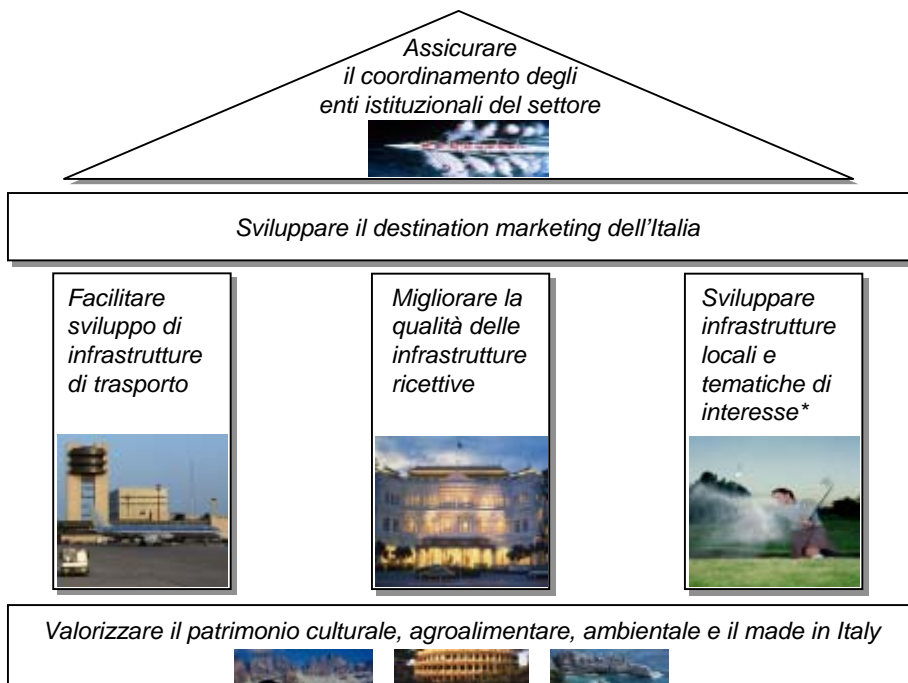 Assicurare
il coordinamento degli
enti istituzionali del settore
Sviluppare il destination marketing dell'Italia
Facilitare
sviluppo di
infrastrutture
di trasporto
Migliorare la
qualità delle
infrastrutture
ricettive
Sviluppare
infrastrutture
locali e
tematiche di
interesse*
Valorizzare il patrimonio culturale, agroalimentare, ambientale e il made in Italy